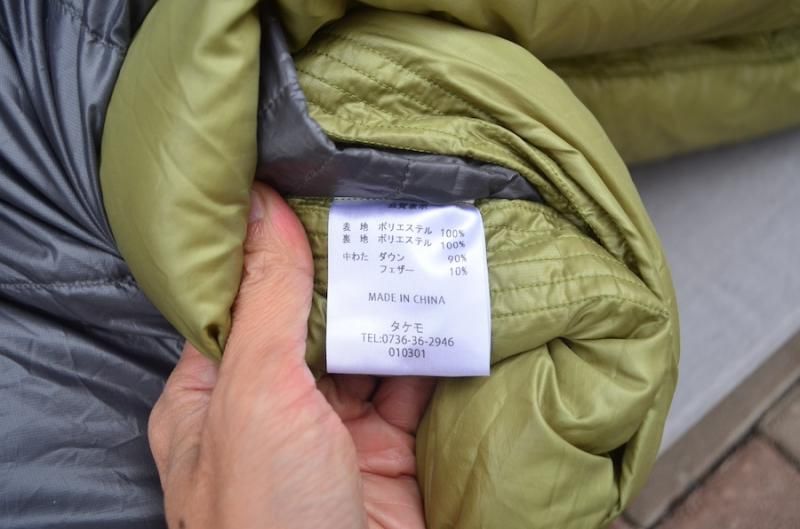 表 地 ポリエステル 100%
裏 地 ポリエステル 100%
中わた ダウン 90%
フェザー 10%
MADE IN CHINA
タケモ
TEL:0736-36-2946
010301